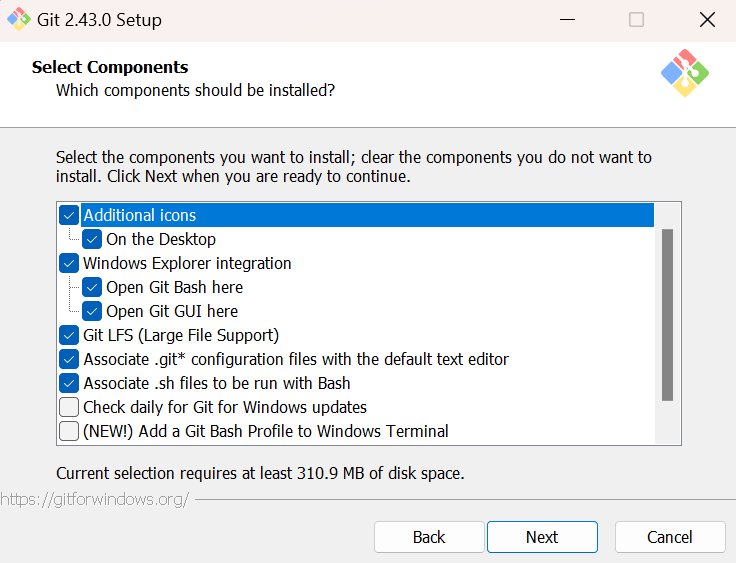 Git 2.43.0 Setup
Select Components
Which components should be installed?
Select the components you want to install; clear the components you do not want to
install. Click Next when you are ready to continue.
Additional icons
On the Desktop
Windows Explorer integration
Open Git Bash here
Open Git GUI here
Git LFS (Large File Support)
Associate .git* configuration files with the default text editor
Associate .sh files to be run with Bash
Check daily for Git for Windows updates
(NEW!) Add a Git Bash Profile to Windows Terminal
Current selection requires at least 310.9 MB of disk space.
https://gitforwindows.org/
Back Next Cancel